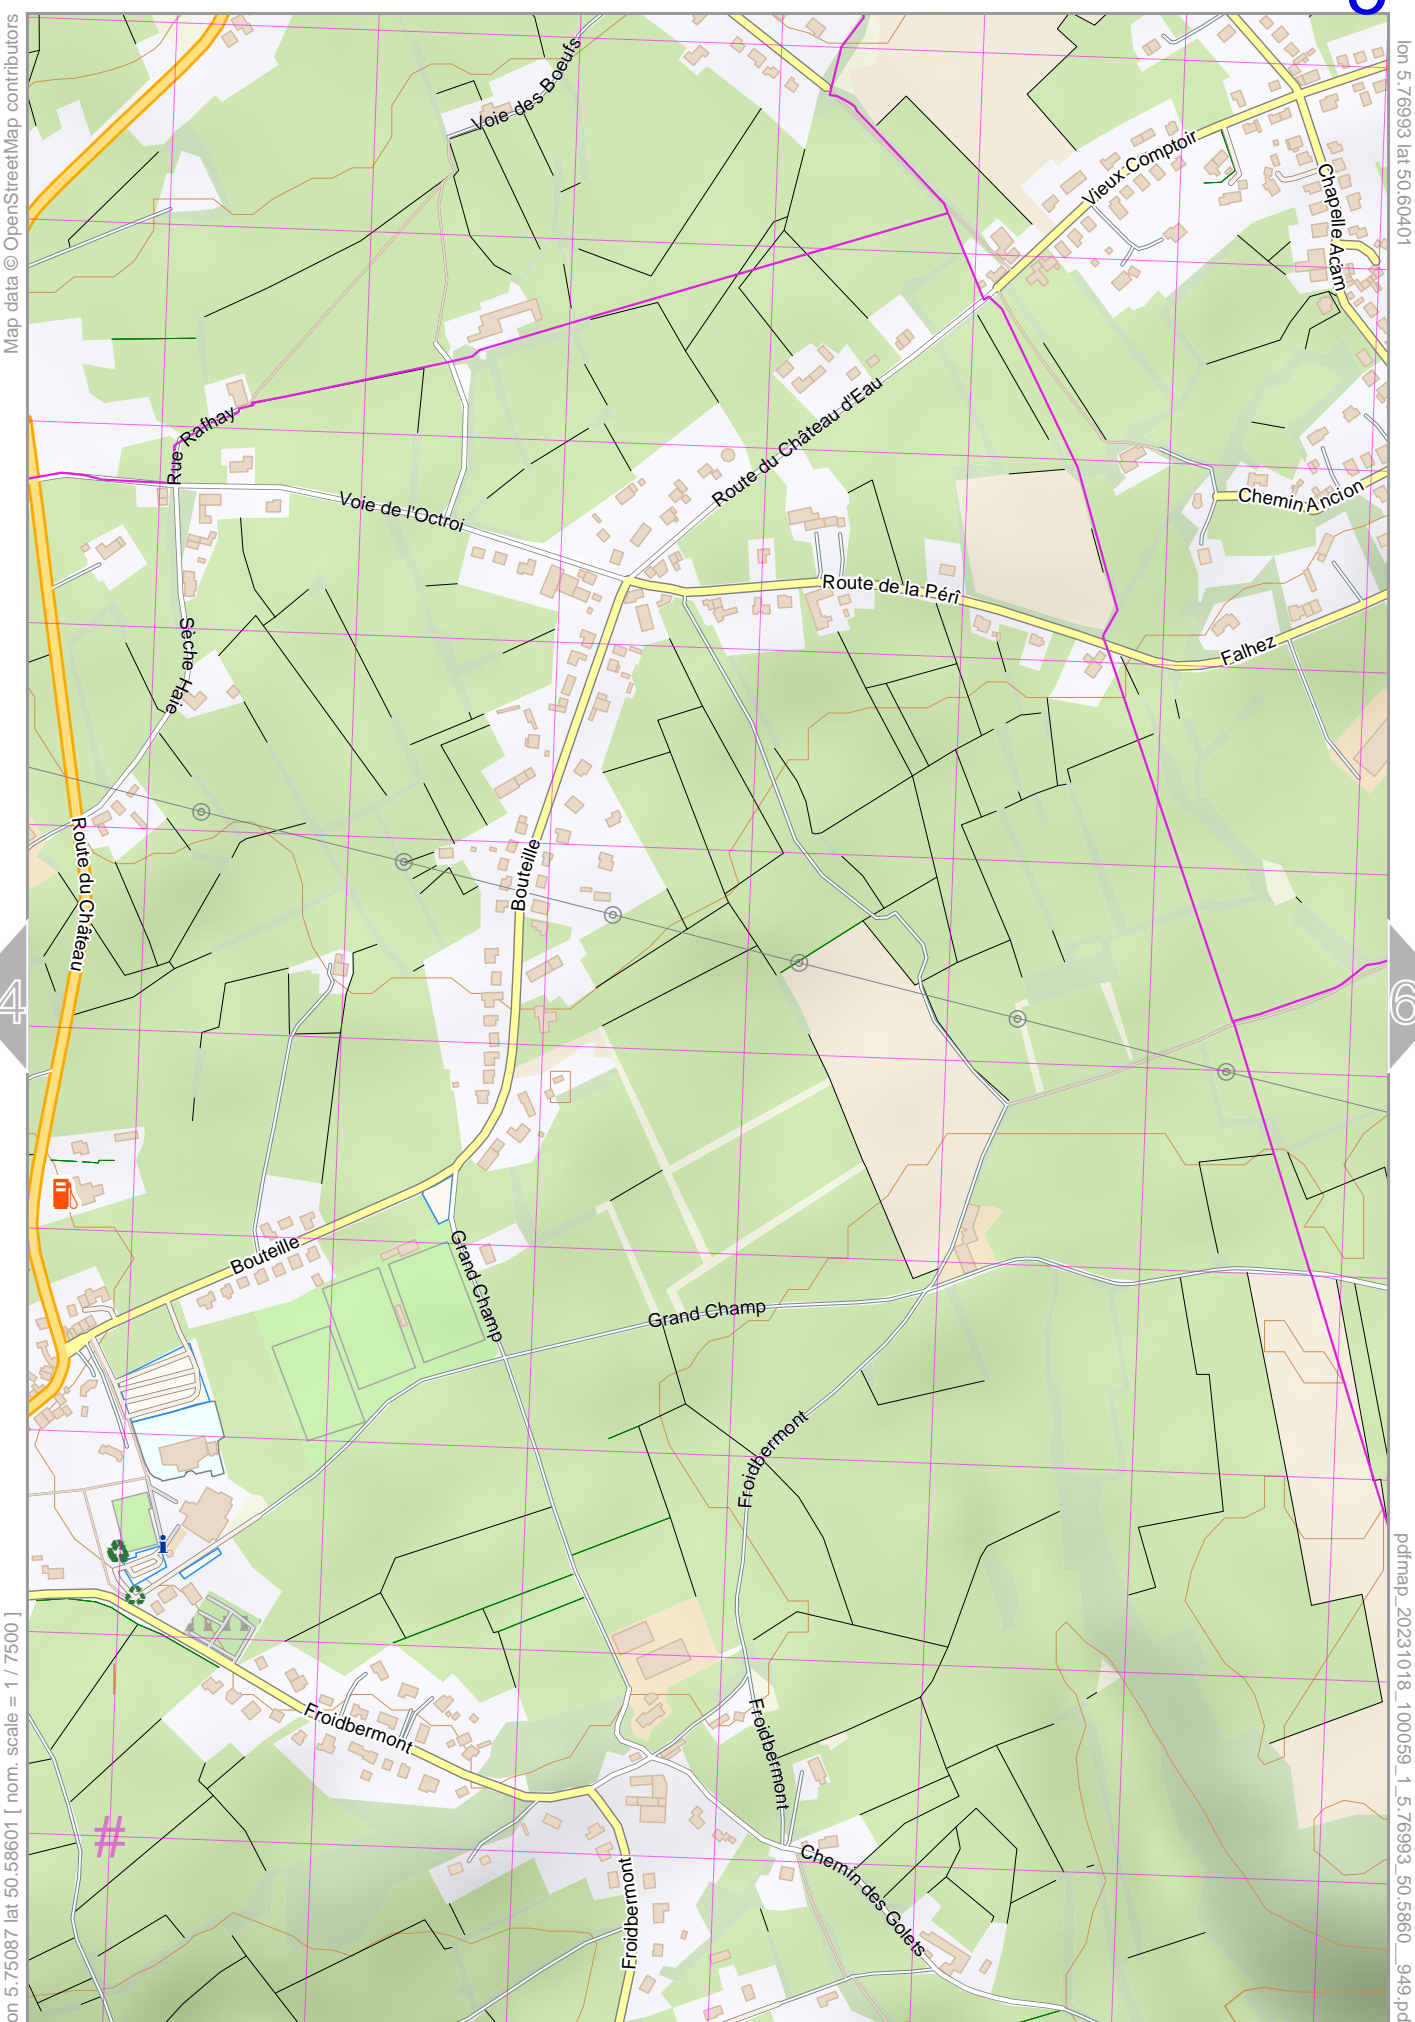 Map data © OpenStreetMap contributors
lon 5.76993 lat 50.60401
Voie des Boeufs
Vieux Comptoir
Chapelle Acam
Rue Rafhay
Route du Château d'Eau
Voie de l'Octroi
Chemin Ancion
Route de la Pérî
Sèche Haie
Falhez
Route du Château
Bouteille
4
6
Bouteille
Grand Champ
Grand Champ
Froidbermont
i
Froidbermont
Froidbermont
#
Chemin des Golets
Froidbermont
on 5.75087 lat 50.58601 [ nom. scale = 1 / 7500 ]
pdfmap_20231018_100059_1_5.76993_50.5860__949.pd